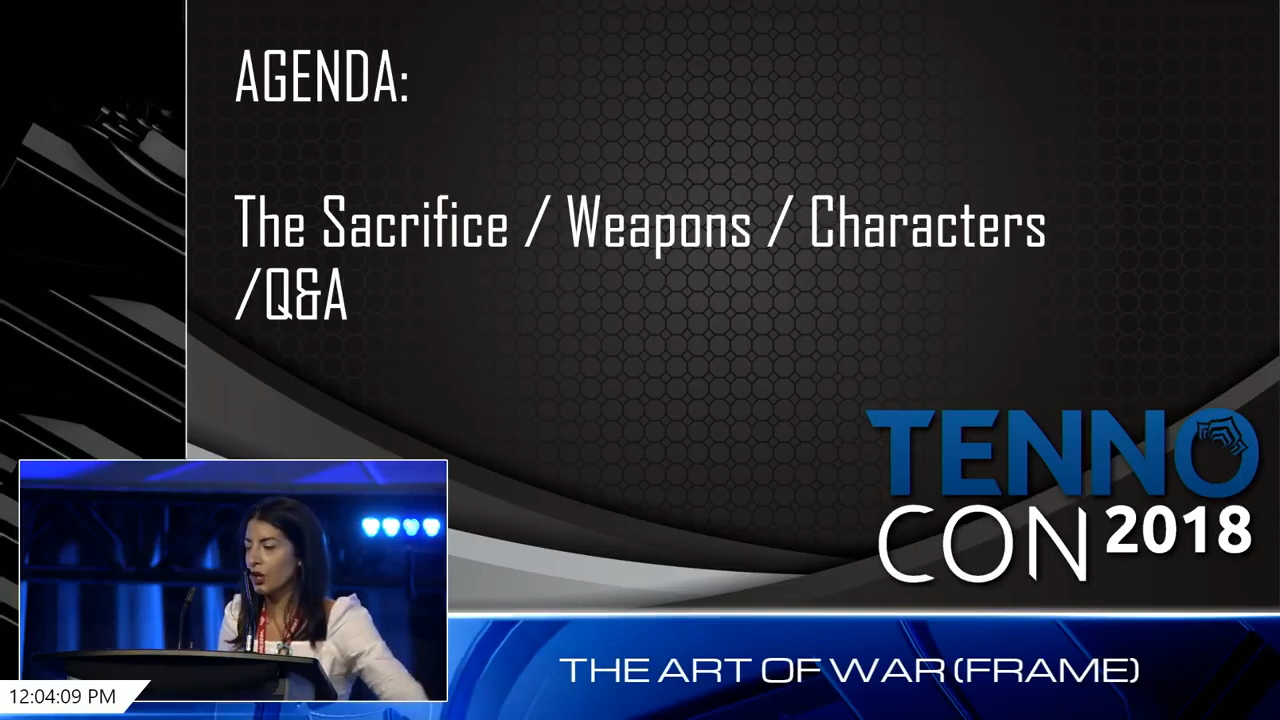 AGENDA:
The Sacrifice / Weapons / Characters
/Q&A
TENNO
CON 2018
THE ART OF WAR (FRAME)
12:04:09 PM